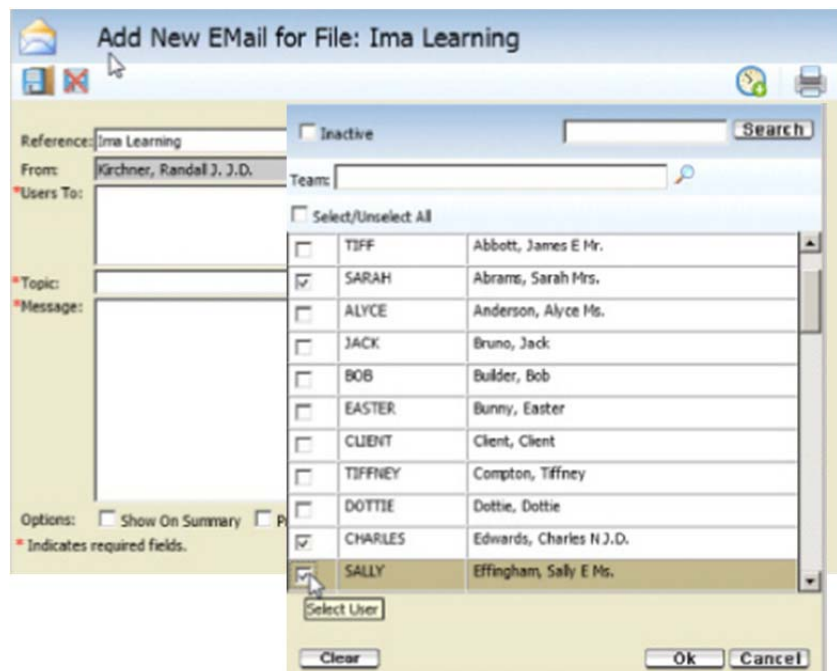 Add New EMail for File: Ima Learning
Reference: Ima Learning
From: Kirchner, Randall J. J.D.
*Users To:
*Topic:
*Message:
Options: Show On Summary P
* Indicates required fields.
Inactive Search
Team:
Select/Unselect All
TIFF Abbott, James E Mr.
SARAH Abrams, Sarah Mrs.
ALYCE Anderson, Alyce Ms.
JACK Bruno, Jack
BOB Builder, Bob
EASTER Bunny, Easter
CLIENT Client, Client
TIFFNEY Compton, Tiffney
DOTTIE Dottie, Dottie
CHARLES Edwards, Charles N J.D.
SALLY Effingham, Sally E Ms.
Select User
Clear Ok Cancel